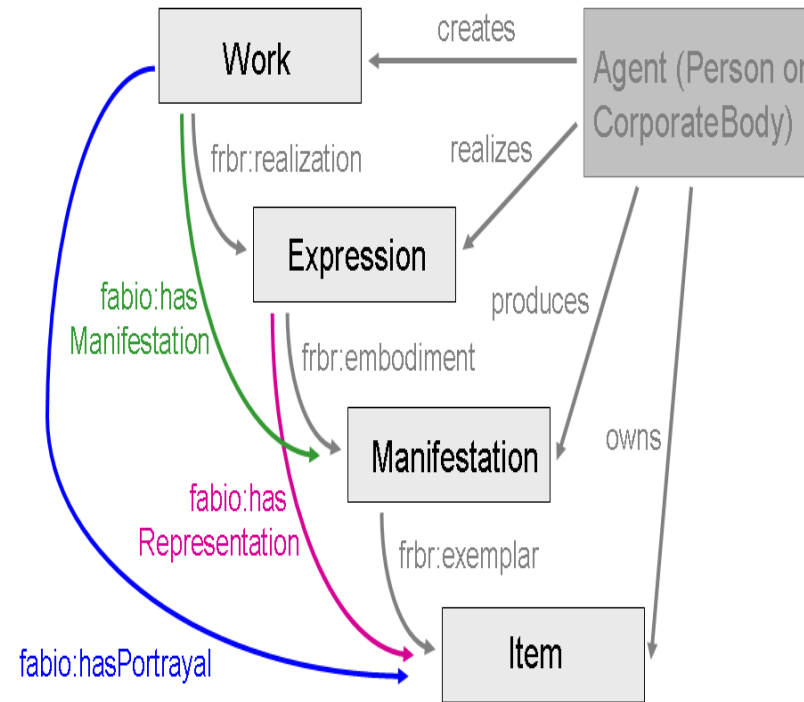 creates
Work
Agent (Person or
CorporateBody)
frbr:realization
realizes
Expression
fabio:has
Manifestation
produces
frbr:embodiment
owns
Manifestation
fabio:has
Representation
frbr:exemplar
Item
fabio:hasPortrayal